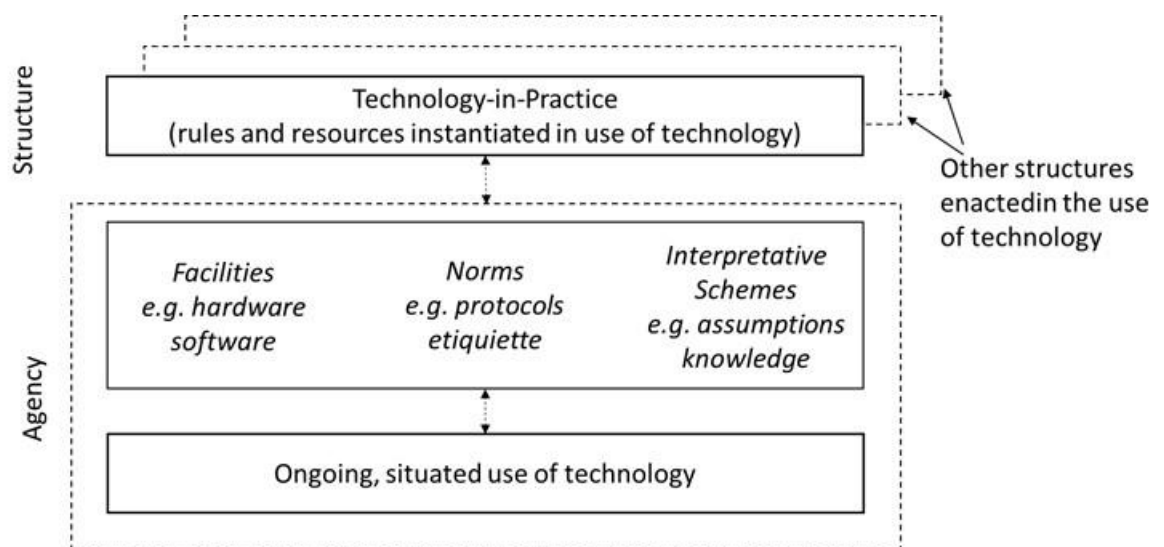 Structure
Technology-in-Practice
(rules and resources instantiated in use of technology)
Other structures
enactedin the use
of technology
Agency
Facilities
e.g. hardware
software
Norms
e.g. protocols
etiquiette
Interpretative
Schemes
e.g. assumptions
knowledge
Ongoing, situated use of technology